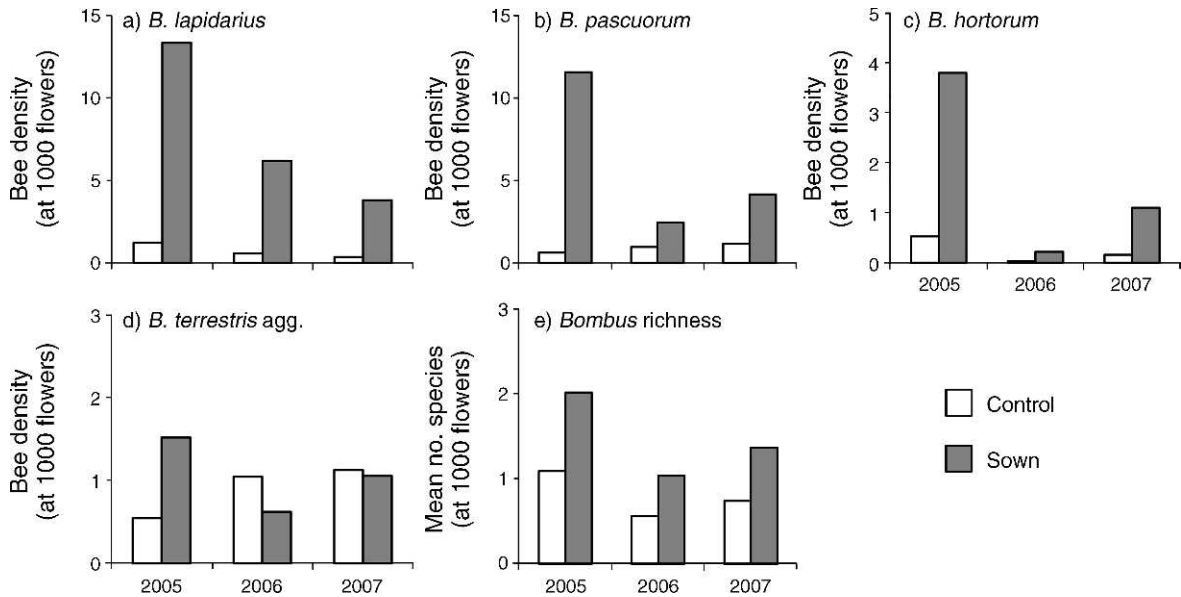 a) B. lapidarius
15
10
5
0
Bee density
(at 1000 flowers)
b) B. pascuorum
15
10
5
0
Bee density
(at 1000 flowers)
c) B. hortorum
5
4
3
2
1
0
Bee density
(at 1000 flowers)
2005 2006 2007
d) B. terrestris agg.
3
2
1
0
Bee density
(at 1000 flowers)
2005 2006 2007
e) Bombus richness
3
2
1
0
Mean no. species
(at 1000 flowers)
2005 2006 2007
Control
Sown